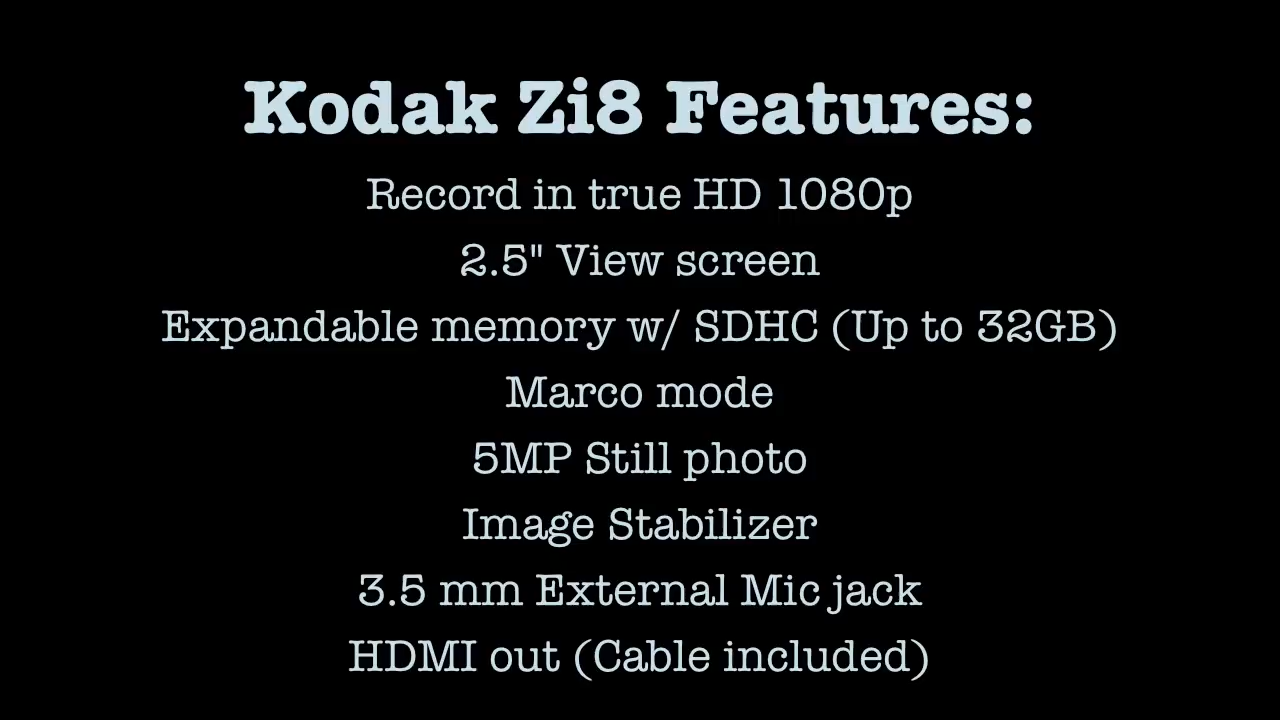 Kodak Zi8 Features:
Record in true HD 1080p
2.5" View screen
Expandable memory w/ SDHC (Up to 32GB)
Marco mode
5MP Still photo
Image Stabilizer
3.5 mm External Mic jack
HDMI out (Cable included)